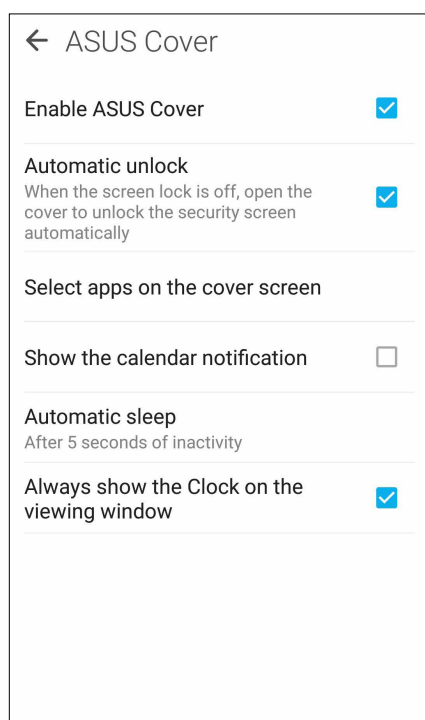 ASUS Cover
Enable ASUS Cover
Automatic unlock
When the screen lock is off, open the
cover to unlock the security screen
automatically
Select apps on the cover screen
Show the calendar notification
Automatic sleep
After 5 seconds of inactivity
Always show the Clock on the
viewing window